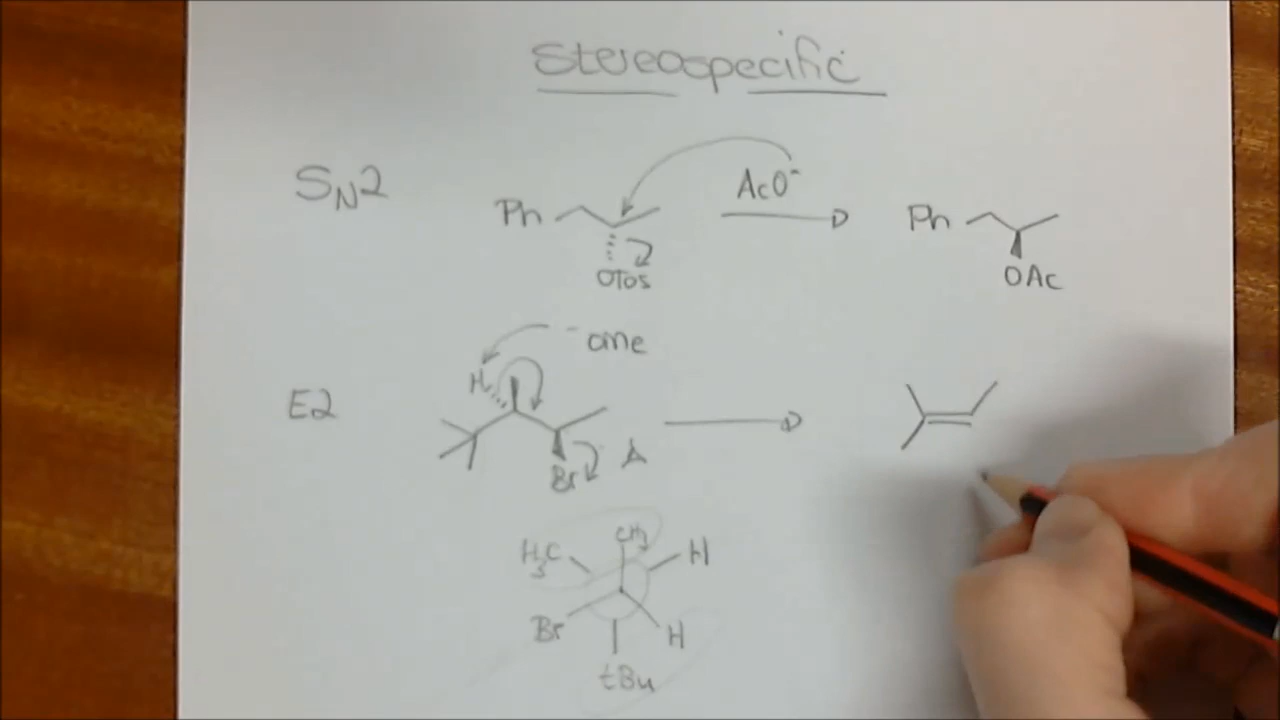 Stereospecific
SN2
AcO-
Ph
OTos
Ph
OAc
-OMe
H
E2
Br
Δ
H3C
CH3
H
Br
H
tBu